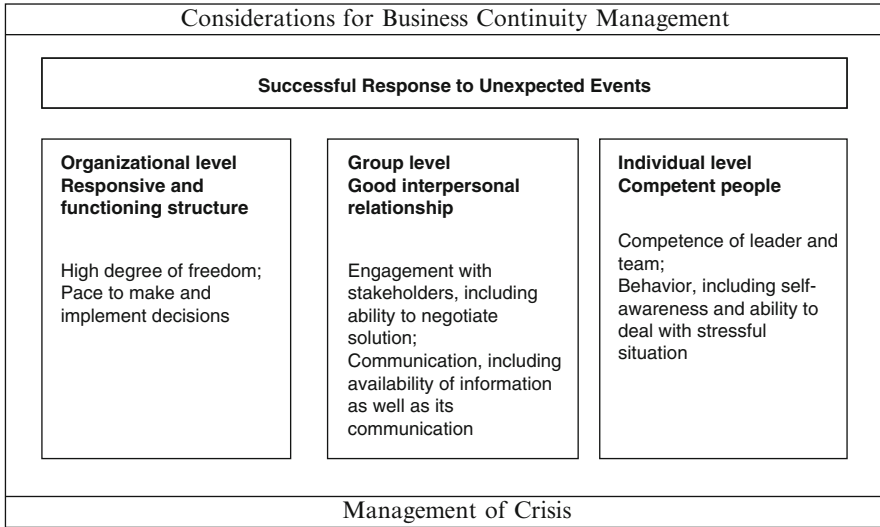 Considerations for Business Continuity Management
Successful Response to Unexpected Events
Organizational level
Responsive and
functioning structure
High degree of freedom;
Pace to make and
implement decisions
Group level
Good interpersonal
relationship
Engagement with
stakeholders, including
ability to negotiate
solution;
Communication, including
availability of information
as well as its
communication
Individual level
Competent people
Competence of leader and
team;
Behavior, including self-
awareness and ability to
deal with stressful
situation
Management of Crisis